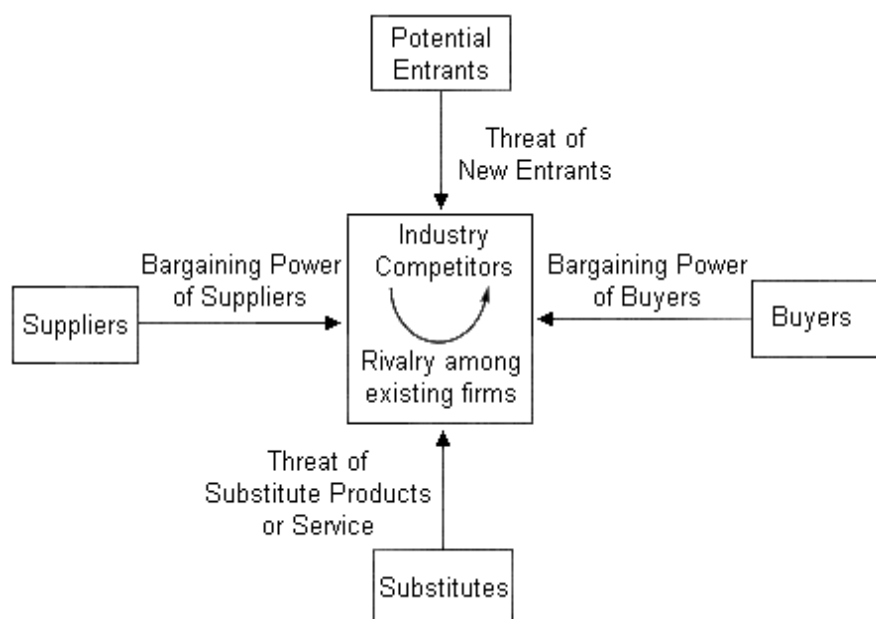 Potential
Entrants
Threat of
New Entrants
Industry
Competitors
Bargaining Power
of Suppliers
Bargaining Power
of Buyers
Suppliers
Buyers
Rivalry among
existing firms
Threat of
Substitute Products
or Service
Substitutes